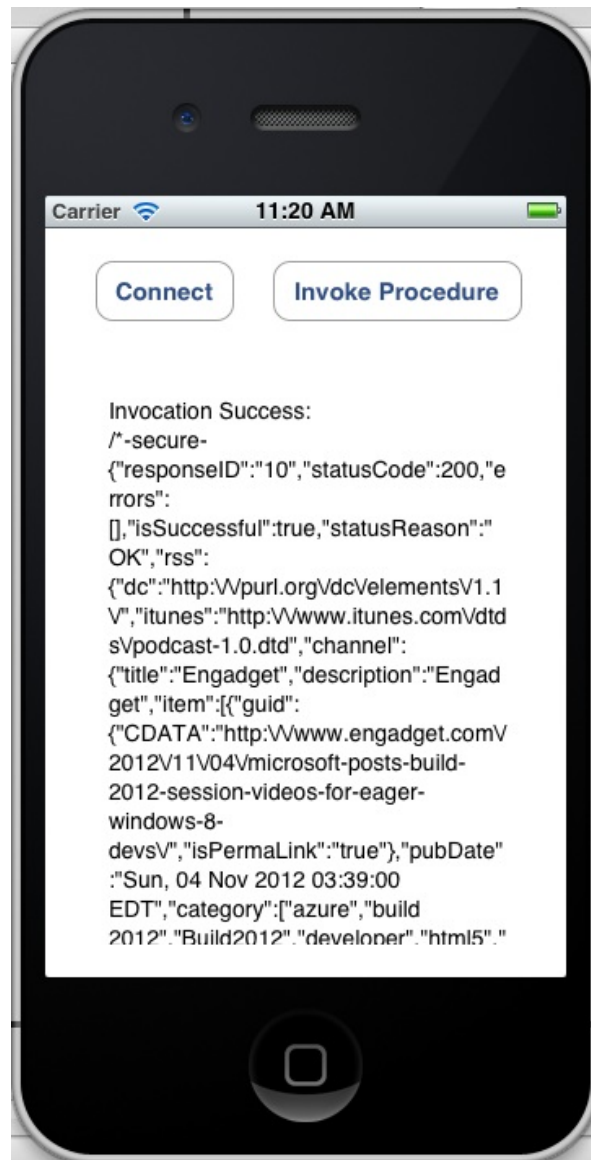 Carrier 11:20 AM
Connect Invoke Procedure
Invocation Success:
/*-secure-
{"responseID":"10","statusCode":200,"e
rrors":
[],"isSuccessful":true,"statusReason":"
OK","rss":
{"dc":"http:\/\/purl.org\/dc\/elements\/1.1
\/","itunes":"http:\/\/www.itunes.com\/dtd
s\/podcast-1.0.dtd","channel":
{"title":"Engadget","description":"Engad
get","item":[{"guid":
{"CDATA":"http:\/\/www.engadget.com\/
2012\/11\/04\/microsoft-posts-build-
2012-session-videos-for-eager-
windows-8-
devs\/","isPermaLink":"true"},"pubDate"
:"Sun, 04 Nov 2012 03:39:00
EDT","category":["azure","build
2012","Build2012","developer","html5","